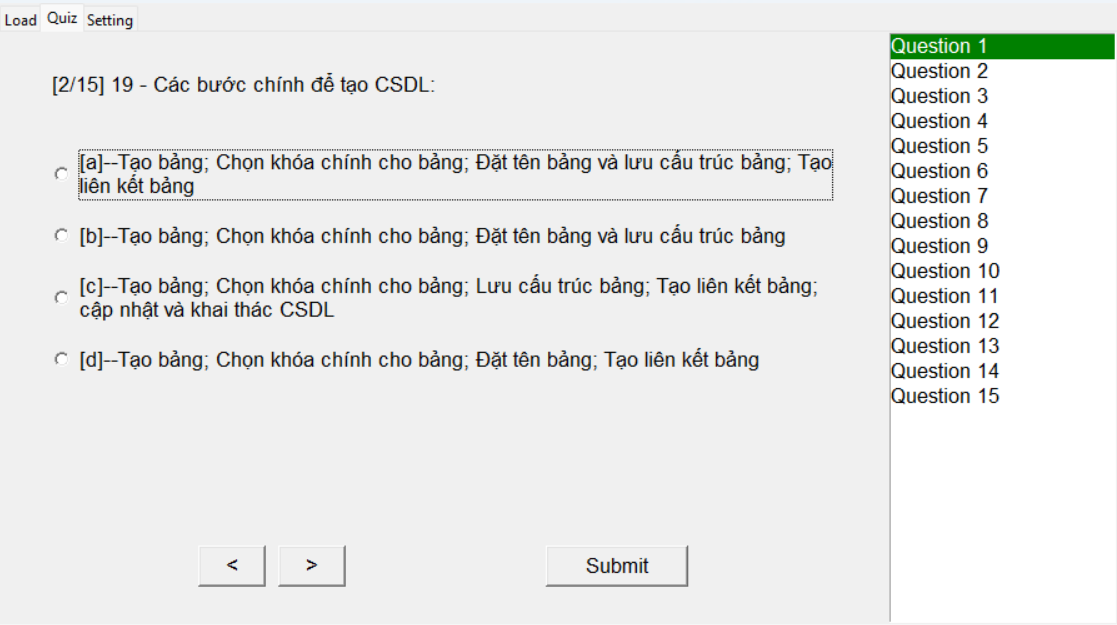 Load Quiz Setting
[2/15] 19 - Các bước chính để tạo CSDL:
[a]--Tạo bảng; Chọn khóa chính cho bảng; Đặt tên bảng và lưu cấu trúc bảng; Tạo
liên kết bảng
[b]--Tạo bảng; Chọn khóa chính cho bảng; Đặt tên bảng và lưu cấu trúc bảng
[c]--Tạo bảng; Chọn khóa chính cho bảng; Lưu cấu trúc bảng; Tạo liên kết bảng;
cập nhật và khai thác CSDL
[d]--Tạo bảng; Chọn khóa chính cho bảng; Đặt tên bảng; Tạo liên kết bảng
< > Submit
Question 1
Question 2
Question 3
Question 4
Question 5
Question 6
Question 7
Question 8
Question 9
Question 10
Question 11
Question 12
Question 13
Question 14
Question 15